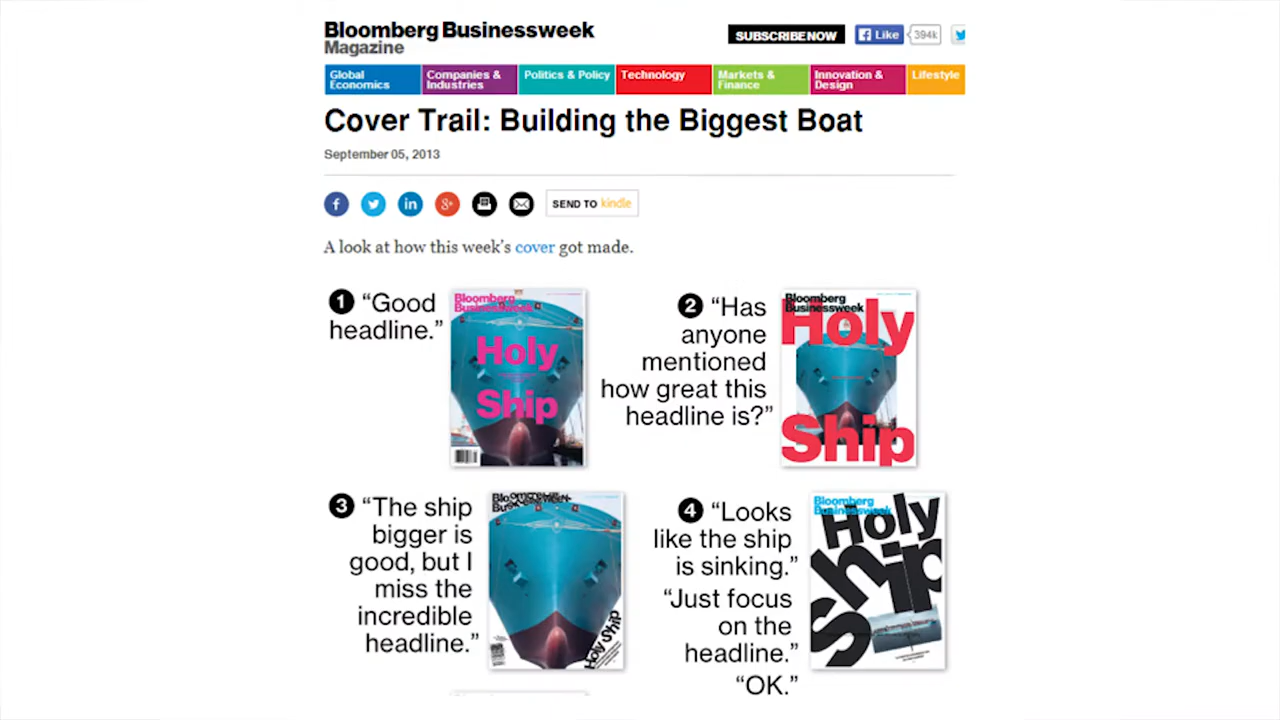 Bloomberg Businessweek
Magazine
SUBSCRIBE NOW
Like
394k
Global Economics
Companies & Industries
Politics & Policy
Technology
Markets & Finance
Innovation & Design
Lifestyle
Cover Trail: Building the Biggest Boat
September 05, 2013
f
in
8+
SEND TO kindle
A look at how this week's cover got made.
1 “Good
headline.”
Bloomberg
Businessweek
Holy
Ship
2 “Has
anyone
mentioned
how great this
headline is?”
Bloomberg
Businessweek
Holy
Ship
3 “The ship
bigger is
good, but I
miss the
incredible
headline.”
Holy Ship
4 “Looks
like the ship
is sinking.”
“Just focus
on the
headline.”
“OK.”
Bloomberg
Businessweek
Holy
Ship